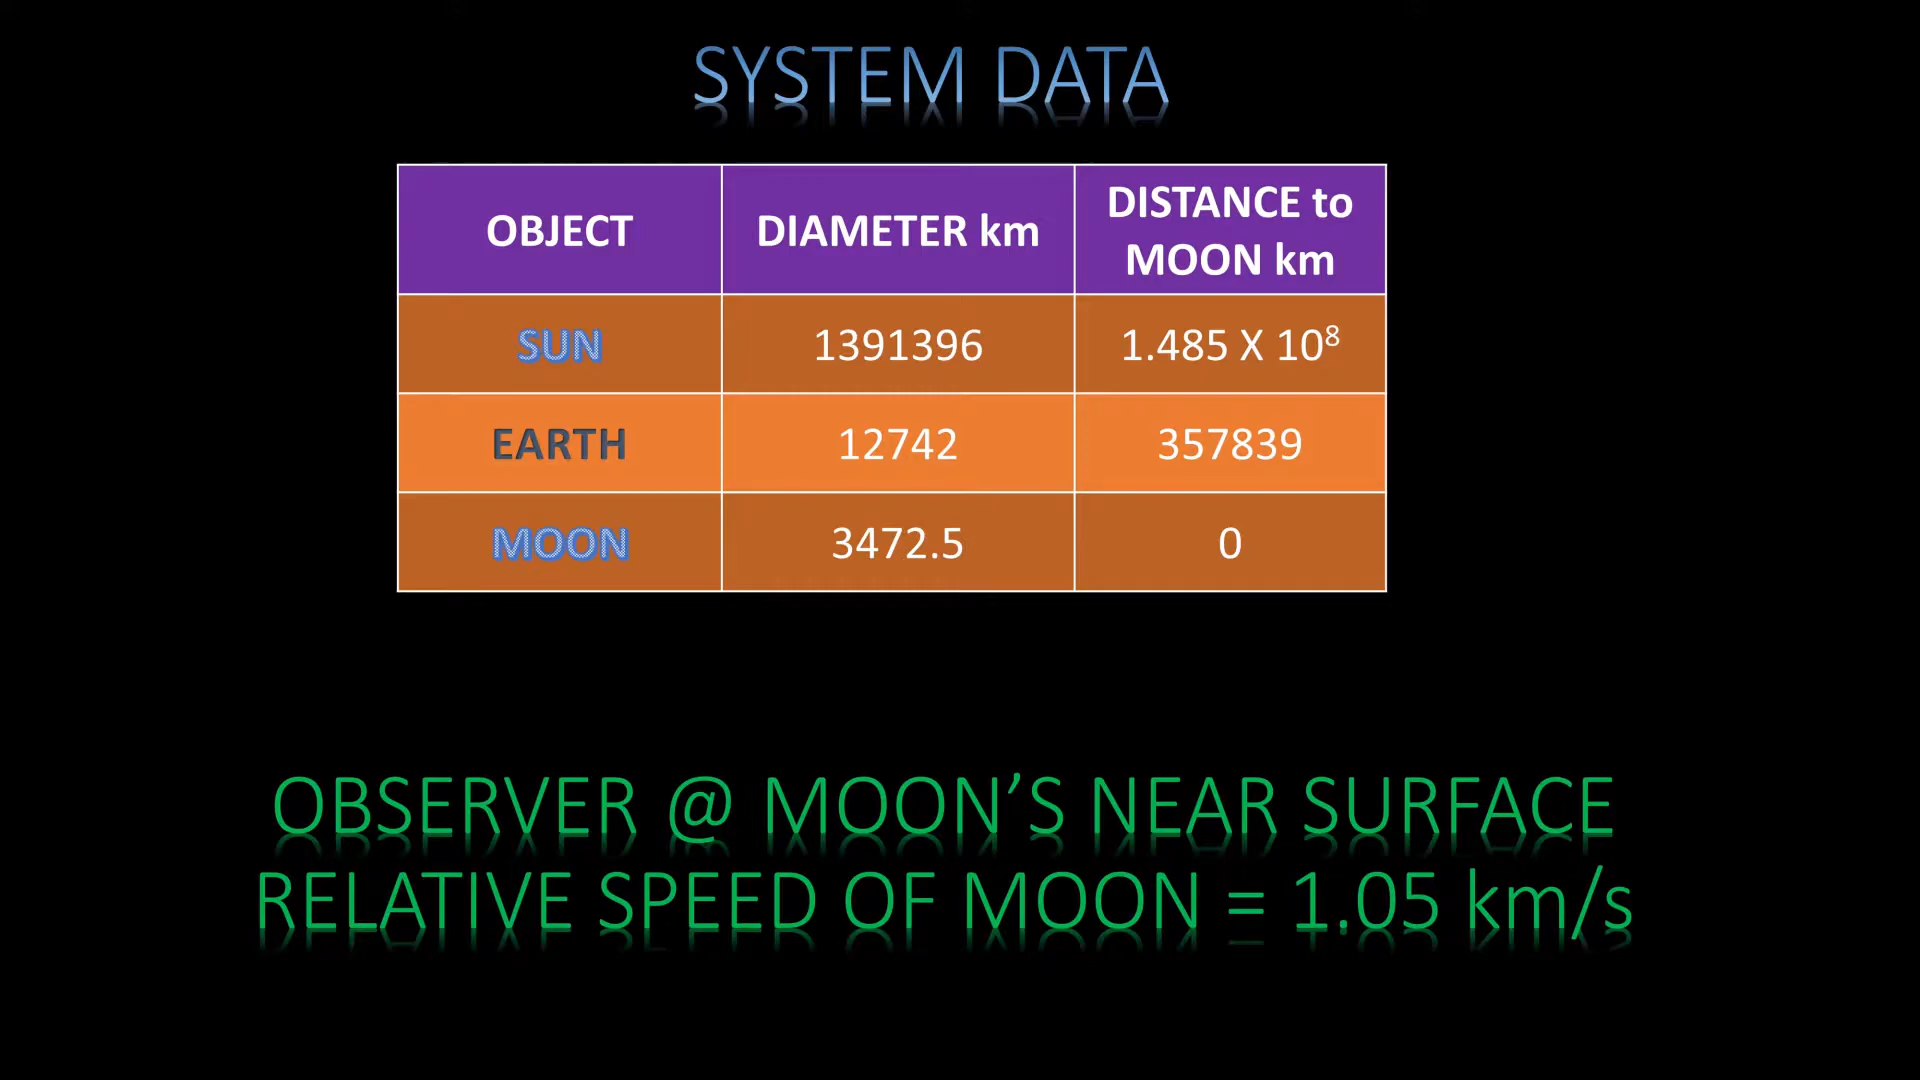 SYSTEM DATA
OBJECT
DIAMETER km
DISTANCE to
MOON km
SUN
1391396
1.485 X 10⁸
EARTH
12742
357839
MOON
3472.5
0
OBSERVER @ MOON’S NEAR SURFACE
RELATIVE SPEED OF MOON = 1.05 km/s